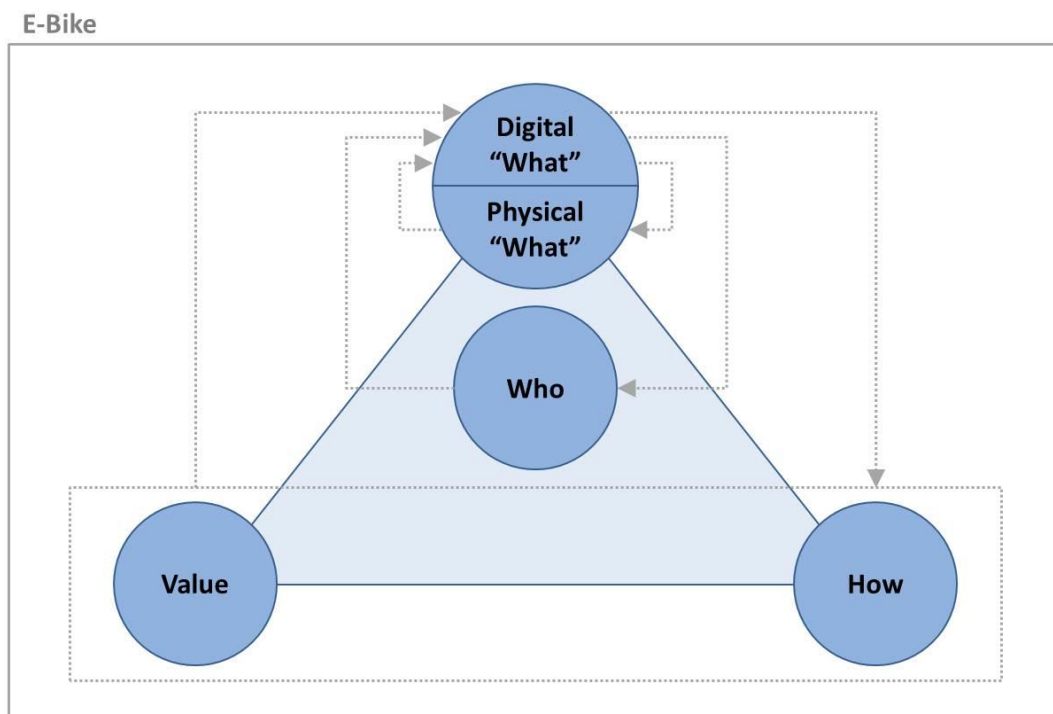 E-Bike
Digital
“What”
Physical
“What”
Who
Value
How